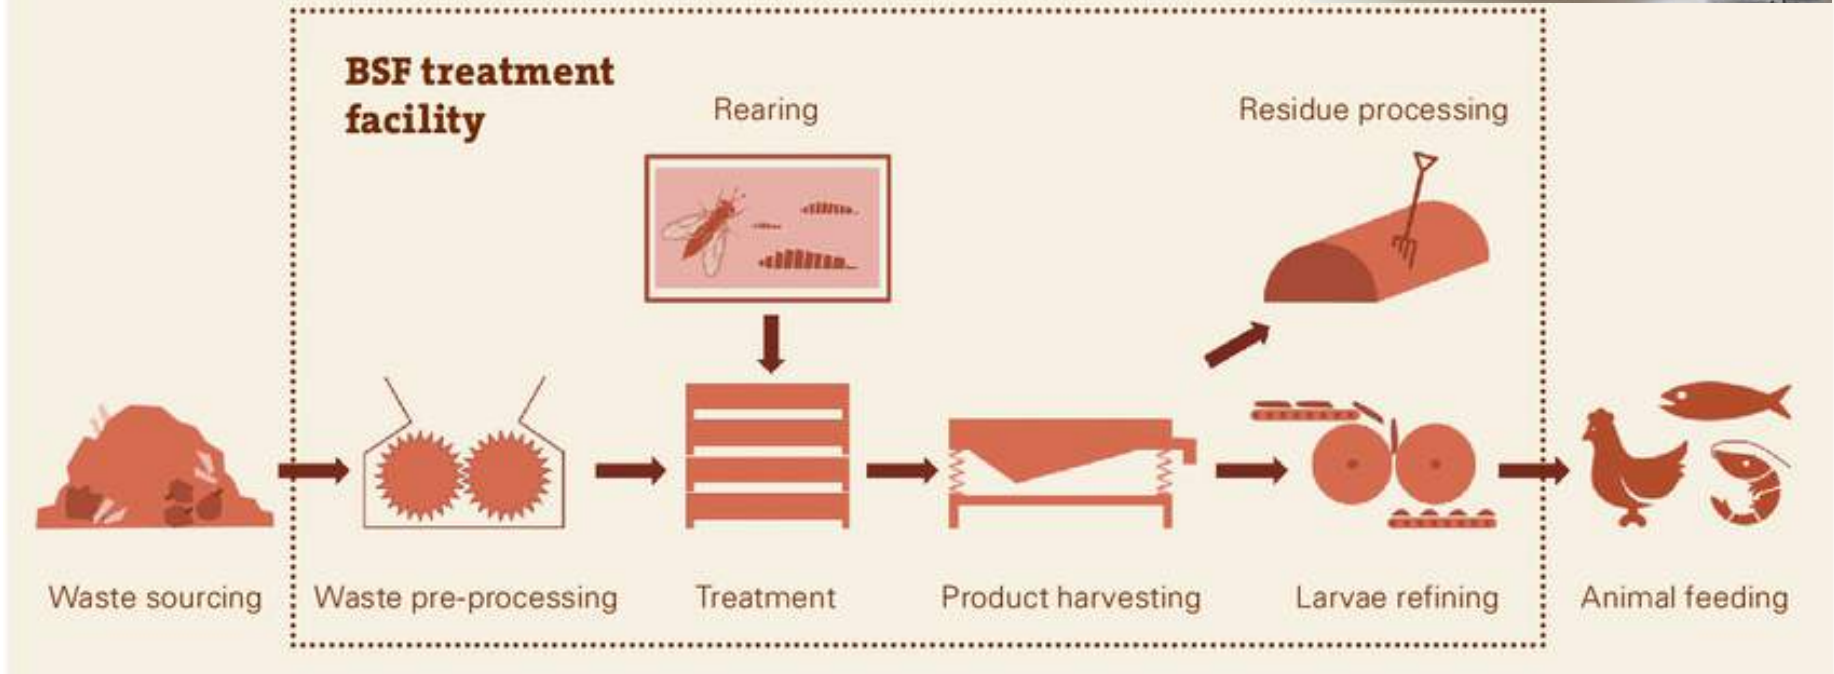 BSF treatment
facility
Rearing
Residue processing
Waste sourcing
Waste pre-processing
Treatment
Product harvesting
Larvae refining
Animal feeding